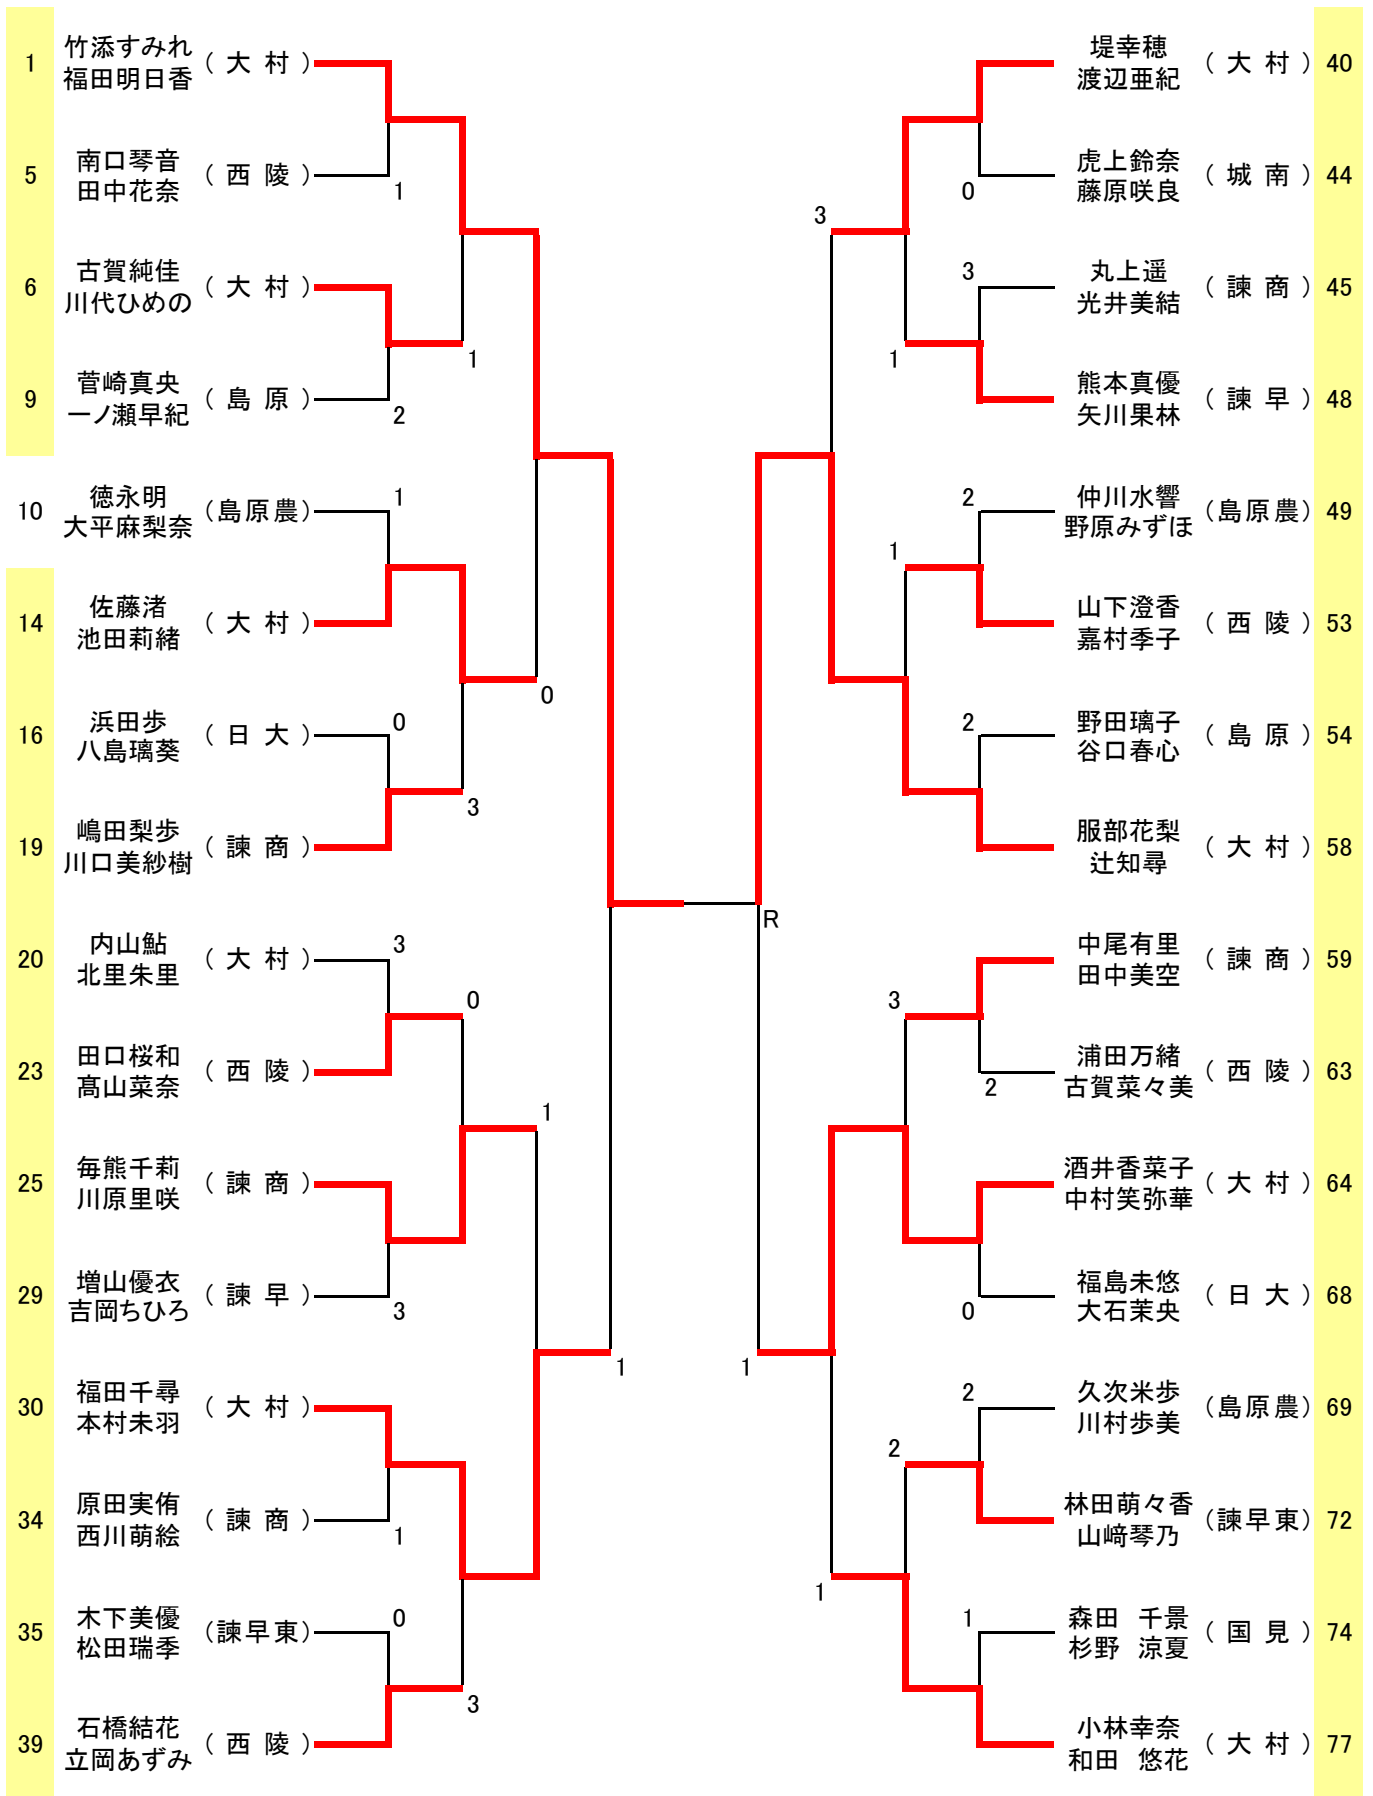 1 竹添すみれ (大村)
福田明日香
5 南口琴音 (西陵)
田中花奈
1
6 古賀純佳 (大村)
川代ひめの
1
9 菅崎真央 (島原)
一ノ瀬早紀
2
10 徳永明 (島原農)
大平麻梨奈
1
14 佐藤渚 (大村)
池田莉緒
0
16 浜田歩 (日大)
八島璃葵
0
3
19 嶋田梨歩 (諫商)
川口美紗樹
20 内山鮎 (大村)
北里朱里
3
0
23 田口桜和 (西陵)
髙山菜奈
1
25 毎熊千莉 (諫商)
川原里咲
29 増山優衣 (諫早)
吉岡ちひろ
3
1
30 福田千尋 (大村)
本村未羽
34 原田実侑 (諫商)
西川萌絵
1
35 木下美優 (諫早東)
松田瑞季
0
3
39 石橋結花 (西陵)
立岡あずみ
R
堤幸穂 (大村) 40
渡辺亜紀
虎上鈴奈 (城南) 44
藤原咲良
0
3
丸上遥 (諫商) 45
光井美結
3
1
熊本真優 (諫早) 48
矢川果林
仲川水響 (島原農) 49
野原みずほ
2
1
山下澄香 (西陵) 53
嘉村季子
野田璃子 (島原) 54
谷口春心
2
服部花梨 (大村) 58
辻知尋
中尾有里 (諫商) 59
田中美空
3
浦田万緒 (西陵) 63
古賀菜々美
2
酒井香菜子 (大村) 64
中村笑弥華
福島未悠 (日大) 68
大石茉央
0
1
久次米歩 (島原農) 69
川村歩美
2
2
林田萌々香 (諫早東) 72
山﨑琴乃
1
森田 千景 (国見) 74
杉野 涼夏
1
小林幸奈 (大村) 77
和田 悠花